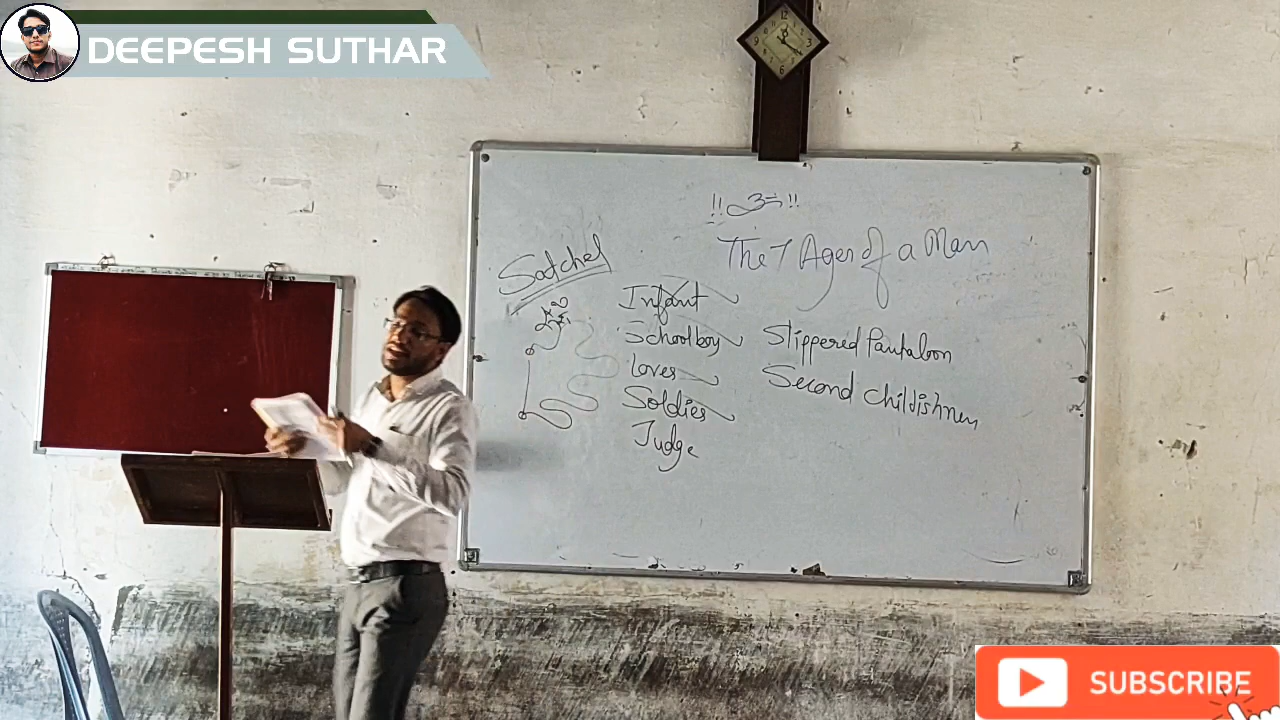 DEEPESH SUTHAR
!! ॐ !!
The 7 Ages of a Man
Satchel
Infant
Schoolboy
Lover
Soldier
Judge
Slippered Pantaloon
Second Childishness
SUBSCRIBE